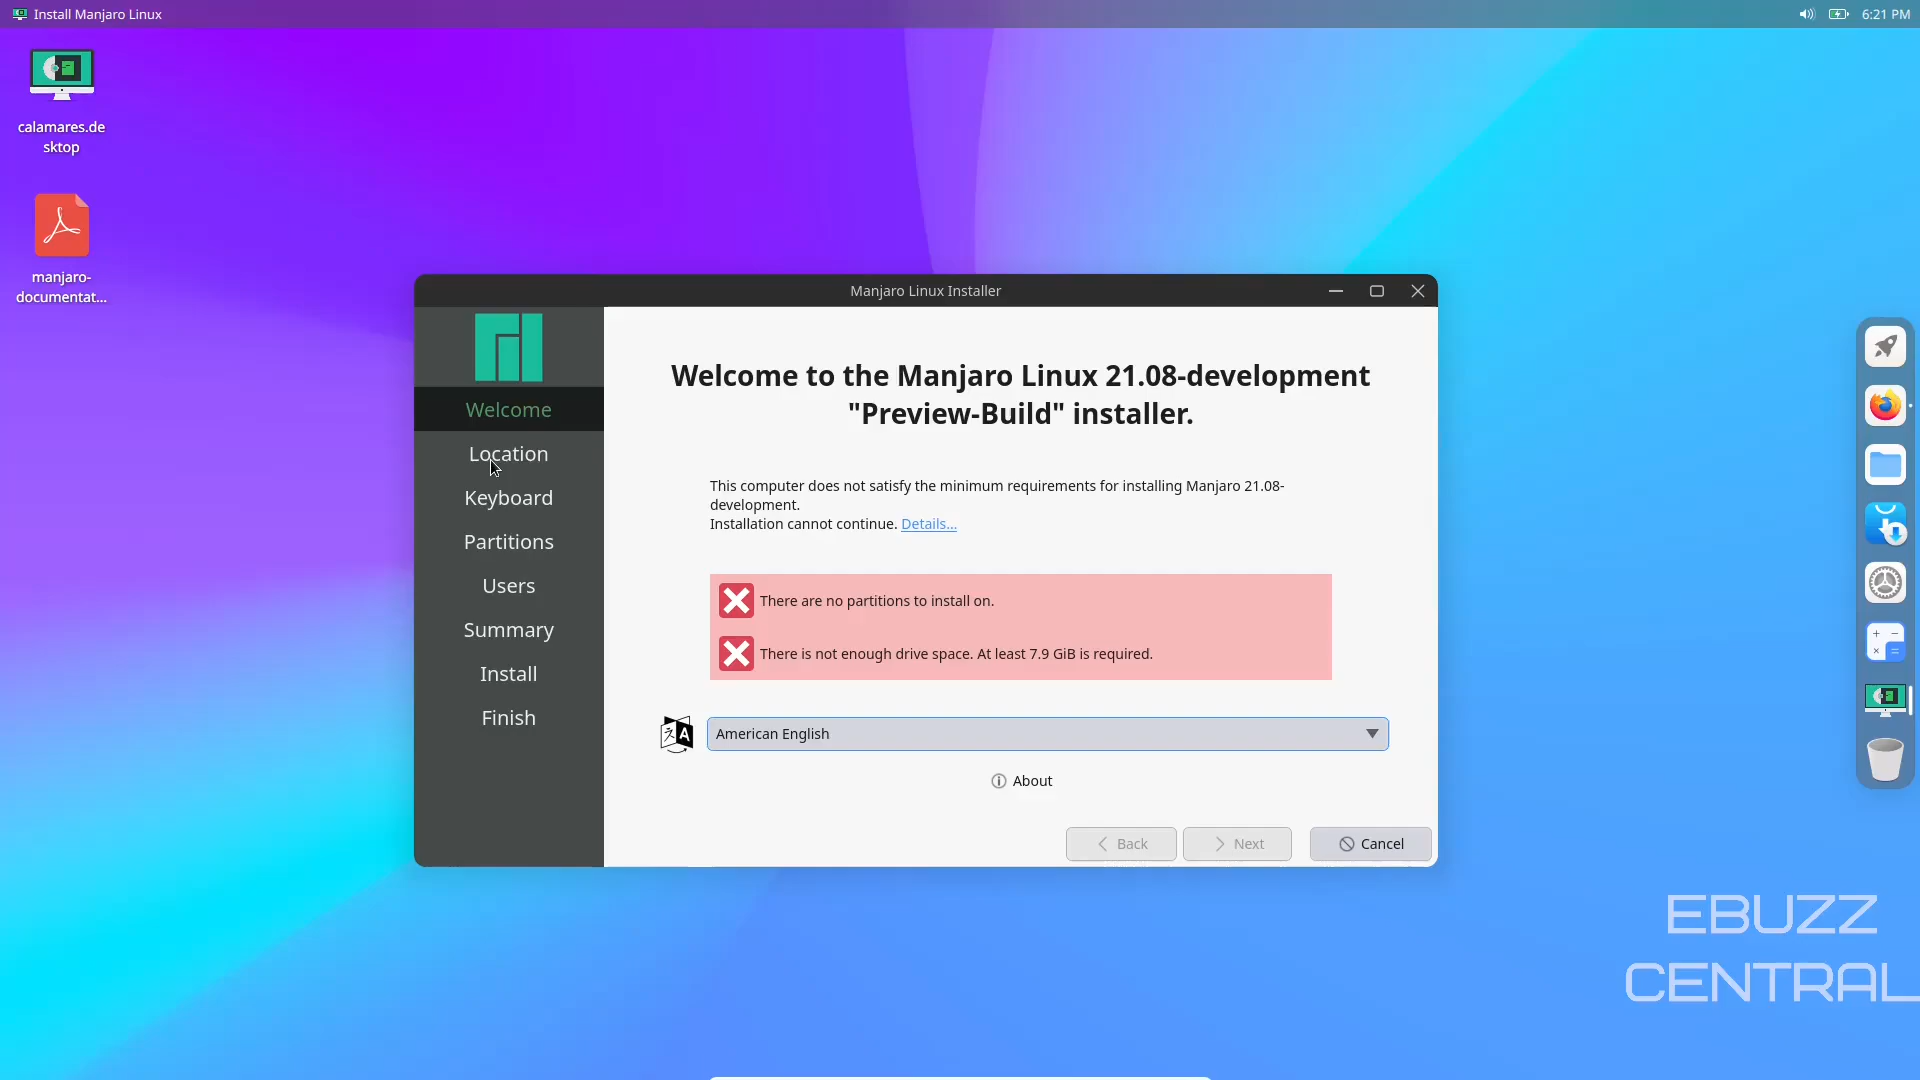 Install Manjaro Linux
6:21 PM
calamares.de
sktop
manjaro-
documentat...
Manjaro Linux Installer
Welcome
Location
Keyboard
Partitions
Users
Summary
Install
Finish
Welcome to the Manjaro Linux 21.08-development
"Preview-Build" installer.
This computer does not satisfy the minimum requirements for installing Manjaro 21.08-
development.
Installation cannot continue. Details...
There are no partitions to install on.
There is not enough drive space. At least 7.9 GiB is required.
American English
About
Back
Next
Cancel
EBUZZ
CENTRAL